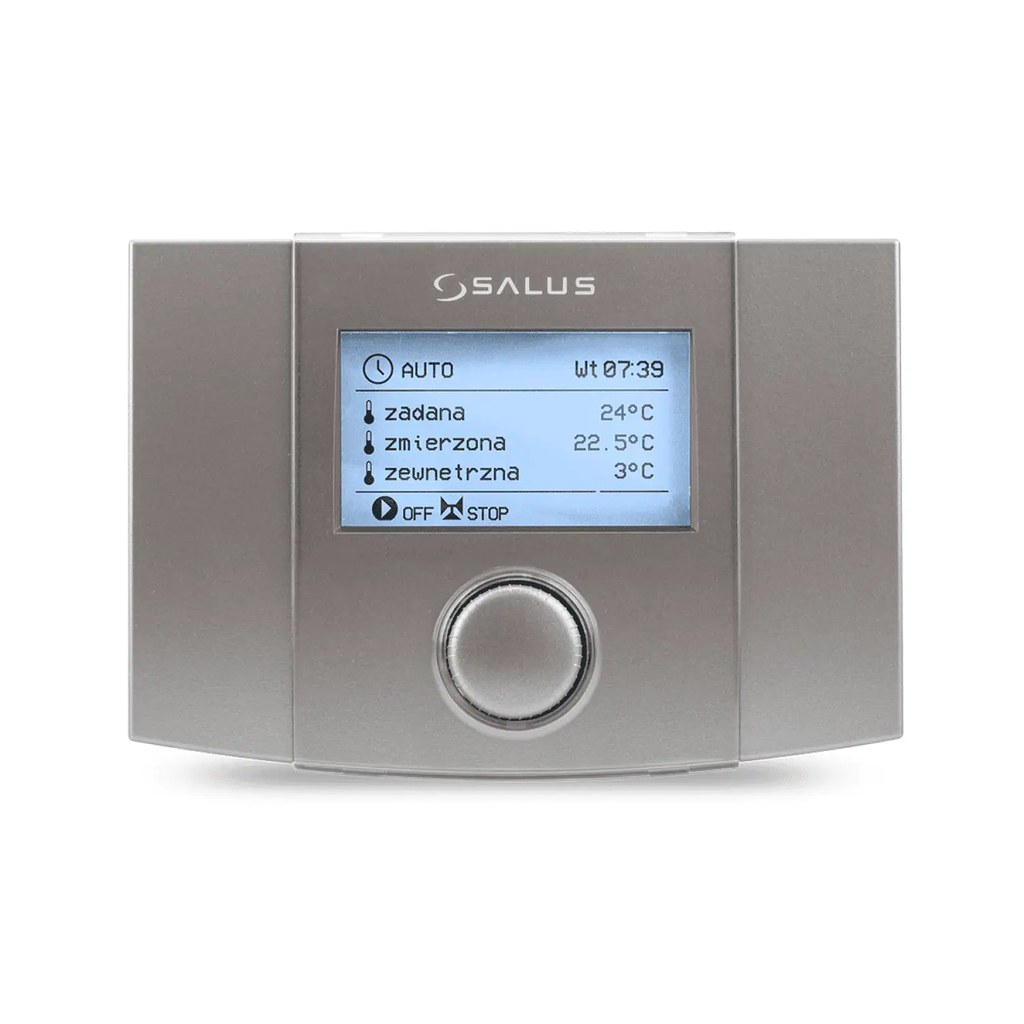 SALUS
AUTO Wt 07:39
zadana 24°C
zmierzona 22.5°C
zewnetrzna 3°C
OFF STOP